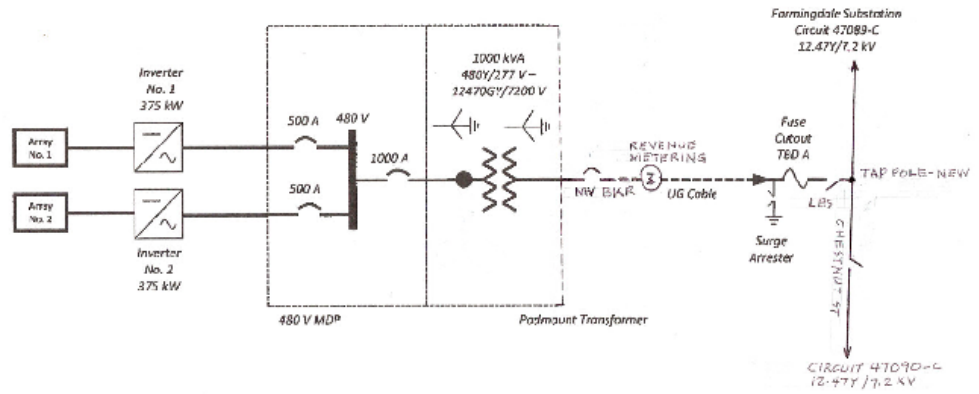 Farmingdale Substation
Circuit 47089-C
12.47Y/7.2 kV
1000 kVA
480Y/277 V –
12470GY/7200 V
Inverter
No. 1
375 kW
500 A
480 V
Fuse
Cutout
TBD A
Array
No. 1
1000 A
REVENUE
METERING
TAP POLE-NEW
500 A
MV BKR
UG Cable
LBS
Array
No. 2
Surge
Arrester
CHESTNUT ST
Inverter
No. 2
375 kW
480 V MDP
Padmount Transformer
CIRCUIT 47090-C
12.47Y/7.2 KV